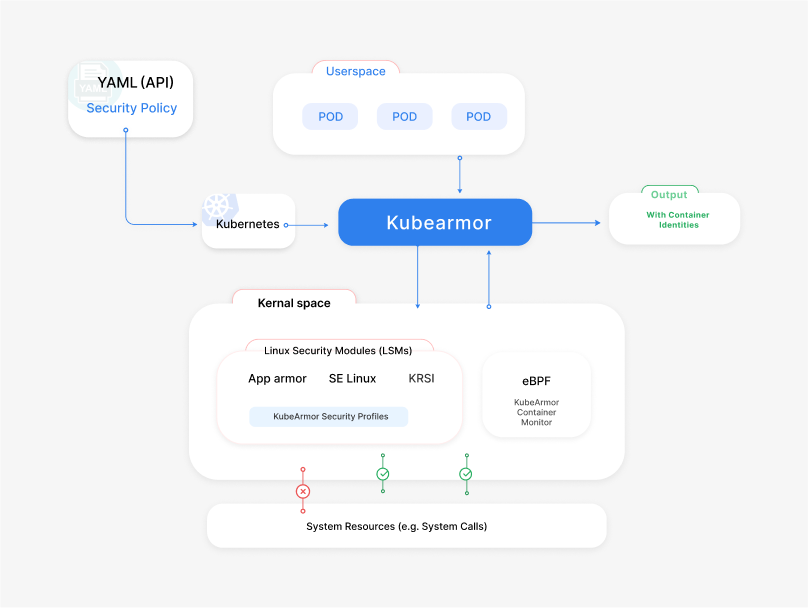 YAML (API)
Security Policy
Userspace
POD
POD
POD
Kubernetes
Kubearmor
Output
With Container
Identities
Kernal space
Linux Security Modules (LSMs)
App armor
SE Linux
KRSI
KubeArmor Security Profiles
eBPF
KubeArmor
Container
Monitor
System Resources (e.g. System Calls)